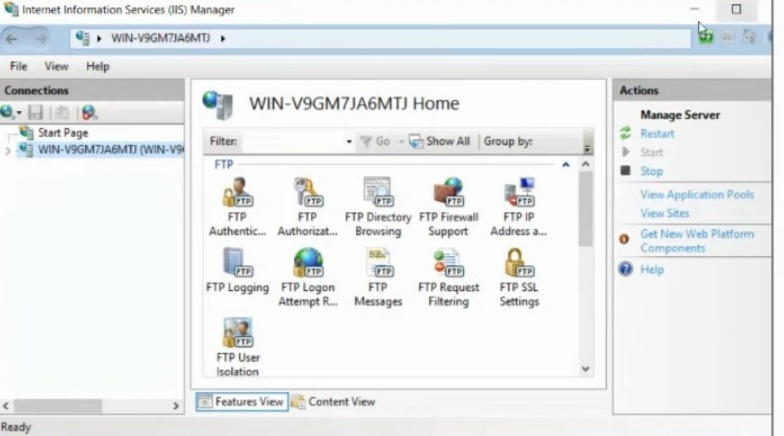 Internet Information Services (IIS) Manager
WIN-V9GM7JA6MTJ
File View Help
Connections
Start Page
WIN-V9GM7JA6MTJ (WIN-V9
WIN-V9GM7JA6MTJ Home
Filter: Go Show All Group by:
FTP
FTP Authentic...
FTP Authorizat...
FTP Directory Browsing
FTP Firewall Support
FTP IP Address a...
FTP Logging
FTP Logon Attempt R...
FTP Messages
FTP Request Filtering
FTP SSL Settings
FTP User Isolation
Features View Content View
Actions
Manage Server
Restart
Start
Stop
View Application Pools
View Sites
Get New Web Platform
Components
Help
Ready